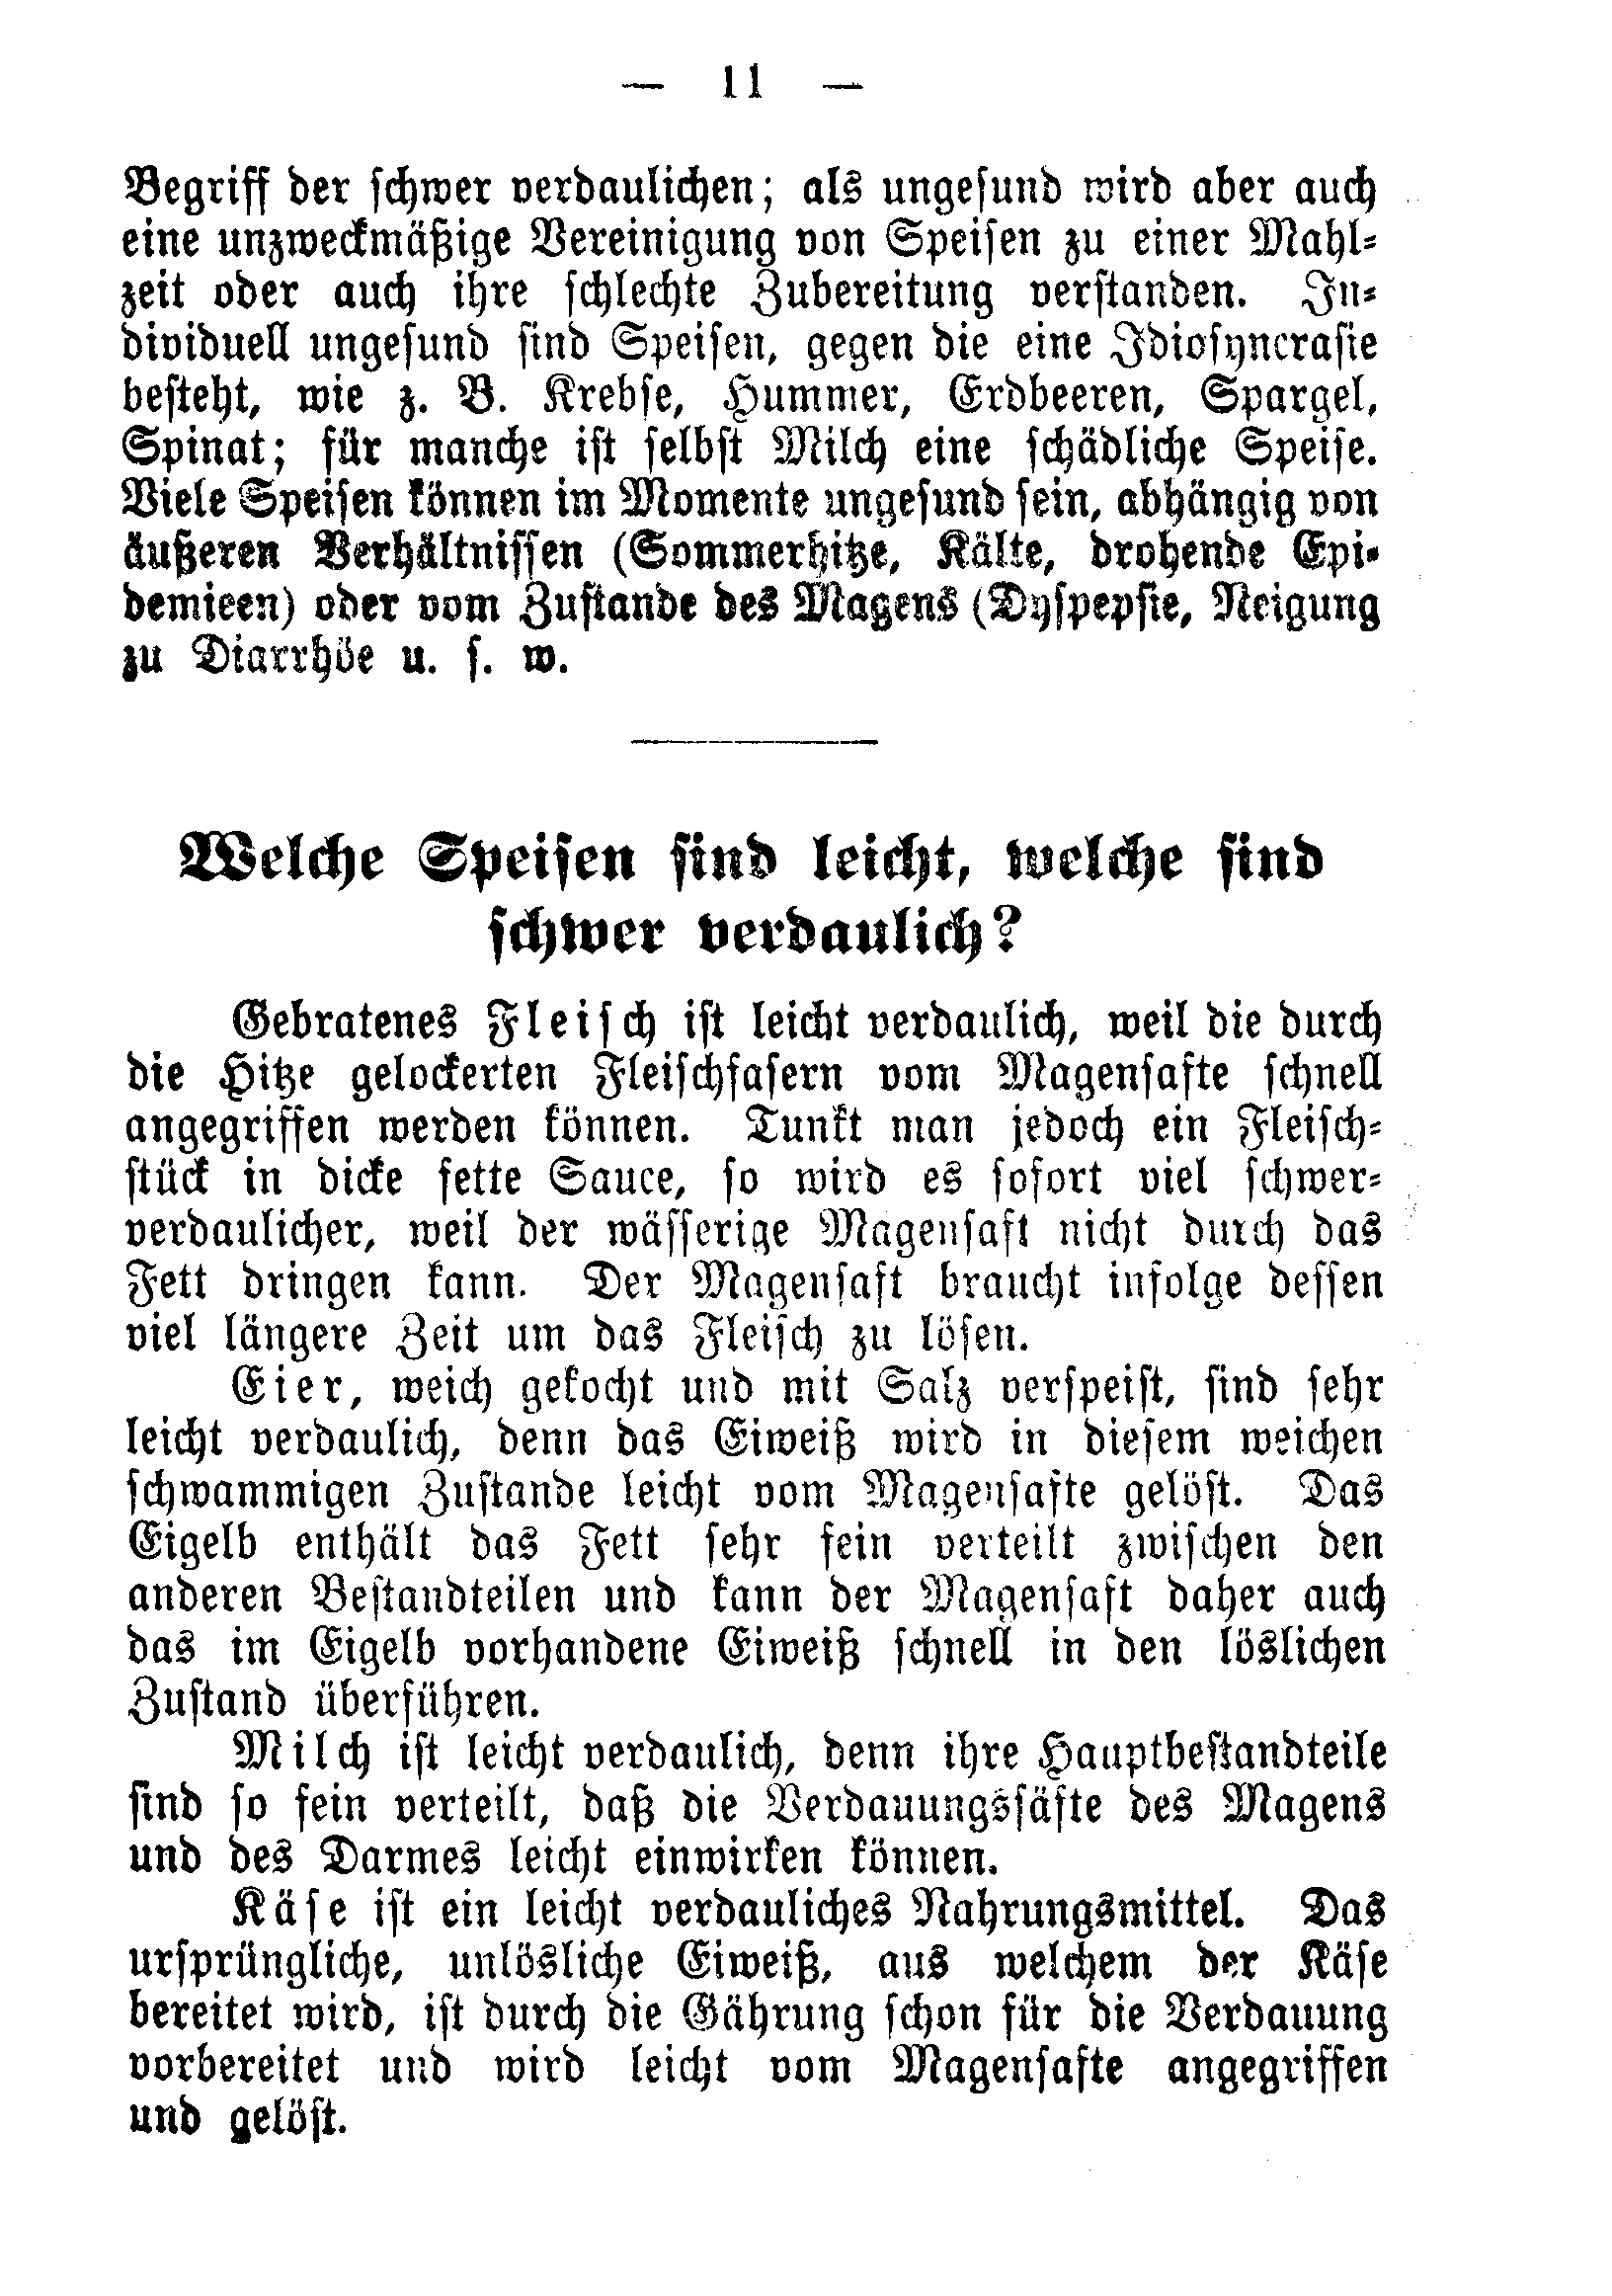 — 11 —
Begriff der schwer verdaulichen; als ungesund wird aber auch
eine unzweckmäßige Vereinigung von Speisen zu einer Mahl-
zeit oder auch ihre schlechte Zubereitung verstanden. In-
dividuell ungesund sind Speisen, gegen die eine Idiosyncrasie
besteht, wie z. B. Krebse, Hummer, Erdbeeren, Spargel,
Spinat; für manche ist selbst Milch eine schädliche Speise.
Viele Speisen können im Momente ungesund sein, abhängig von
äußeren Verhältnissen (Sommerhitze, Kälte, drohende Epi-
demieen) oder vom Zustande des Magens (Dyspepsie, Neigung
zu Diarrhöe u. s. w.
Welche Speisen sind leicht, welche sind
schwer verdaulich?
Gebratenes Fleisch ist leicht verdaulich, weil die durch
die Hitze gelockerten Fleischfasern vom Magensafte schnell
angegriffen werden können. Tunkt man jedoch ein Fleisch-
stück in dicke fette Sauce, so wird es sofort viel schwer-
verdaulicher, weil der wässerige Magensaft nicht durch das
Fett dringen kann. Der Magensaft braucht infolge dessen
viel längere Zeit um das Fleisch zu lösen.
Eier, weich gekocht und mit Salz verspeist, sind sehr
leicht verdaulich, denn das Eiweiß wird in diesem weichen
schwammigen Zustande leicht vom Magensafte gelöst. Das
Eigelb enthält das Fett sehr fein verteilt zwischen den
anderen Bestandteilen und kann der Magensaft daher auch
das im Eigelb vorhandene Eiweiß schnell in den löslichen
Zustand überführen.
Milch ist leicht verdaulich, denn ihre Hauptbestandteile
sind so fein verteilt, daß die Verdauungssäfte des Magens
und des Darmes leicht einwirken können.
Käse ist ein leicht verdauliches Nahrungsmittel. Das
ursprüngliche, unlösliche Eiweiß, aus welchem der Käse
bereitet wird, ist durch die Gährung schon für die Verdauung
vorbereitet und wird leicht vom Magensafte angegriffen
und gelöst.